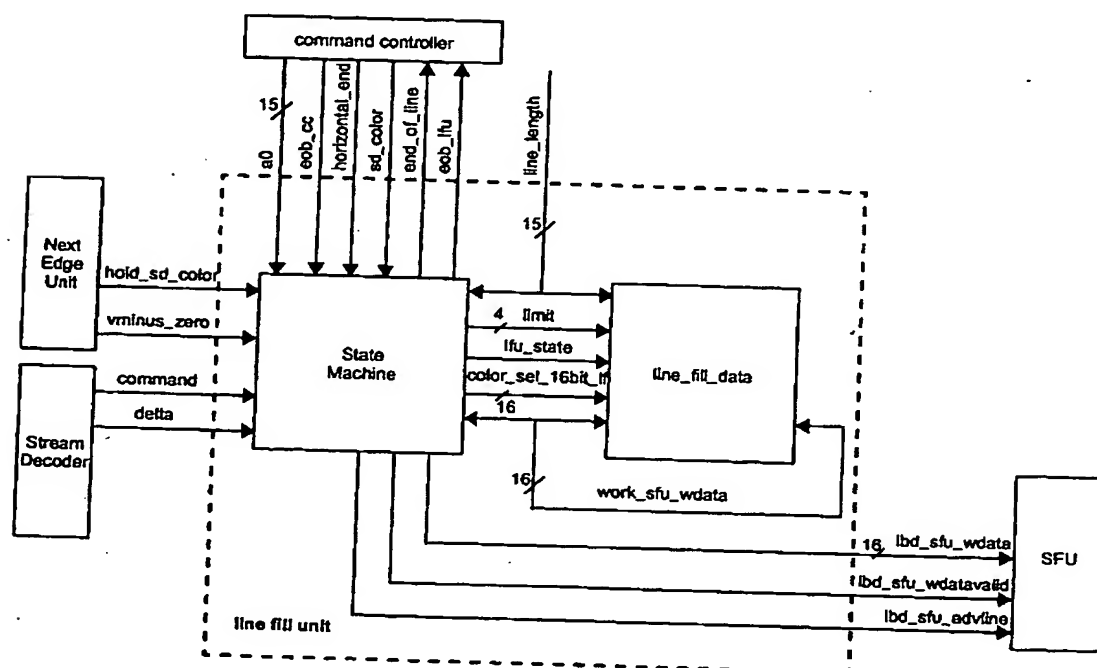 command controller
15
a0
eob_cc
horizontal_end
sd_color
end_of_line
eob_lfu
line_length
15
Next
Edge
Unit
hold_sd_color
vminus_zero
State
Machine
4
limit
lfu_state
color_sel_16bit_lf
16
line_fill_data
Stream
Decoder
command
delta
16
work_sfu_wdata
16
lbd_sfu_wdata
lbd_sfu_wdatavalid
lbd_sfu_advline
SFU
line fill unit